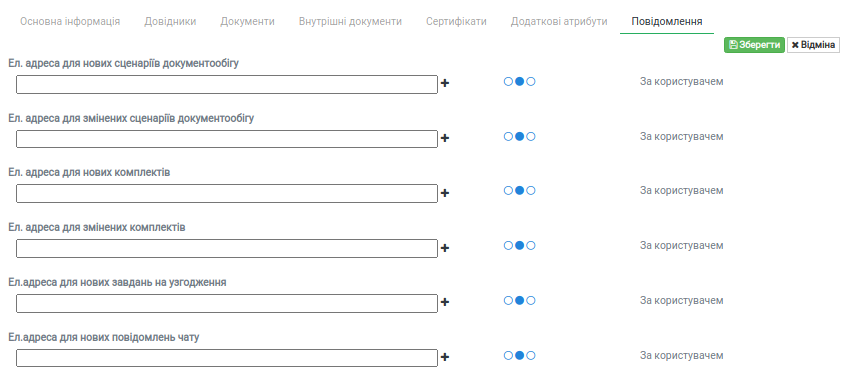 Основна інформація Довідники Документи Внутрішні документи Сертифікати Додаткові атрибути Повідомлення
Зберегти Відміна
Ел. адреса для нових сценаріїв документообігу
За користувачем
Ел. адреса для змінених сценаріїв документообігу
За користувачем
Ел. адреса для нових комплектів
За користувачем
Ел. адреса для змінених комплектів
За користувачем
Ел.адреса для нових завдань на узгодження
За користувачем
Ел.адреса для нових повідомлень чату
За користувачем